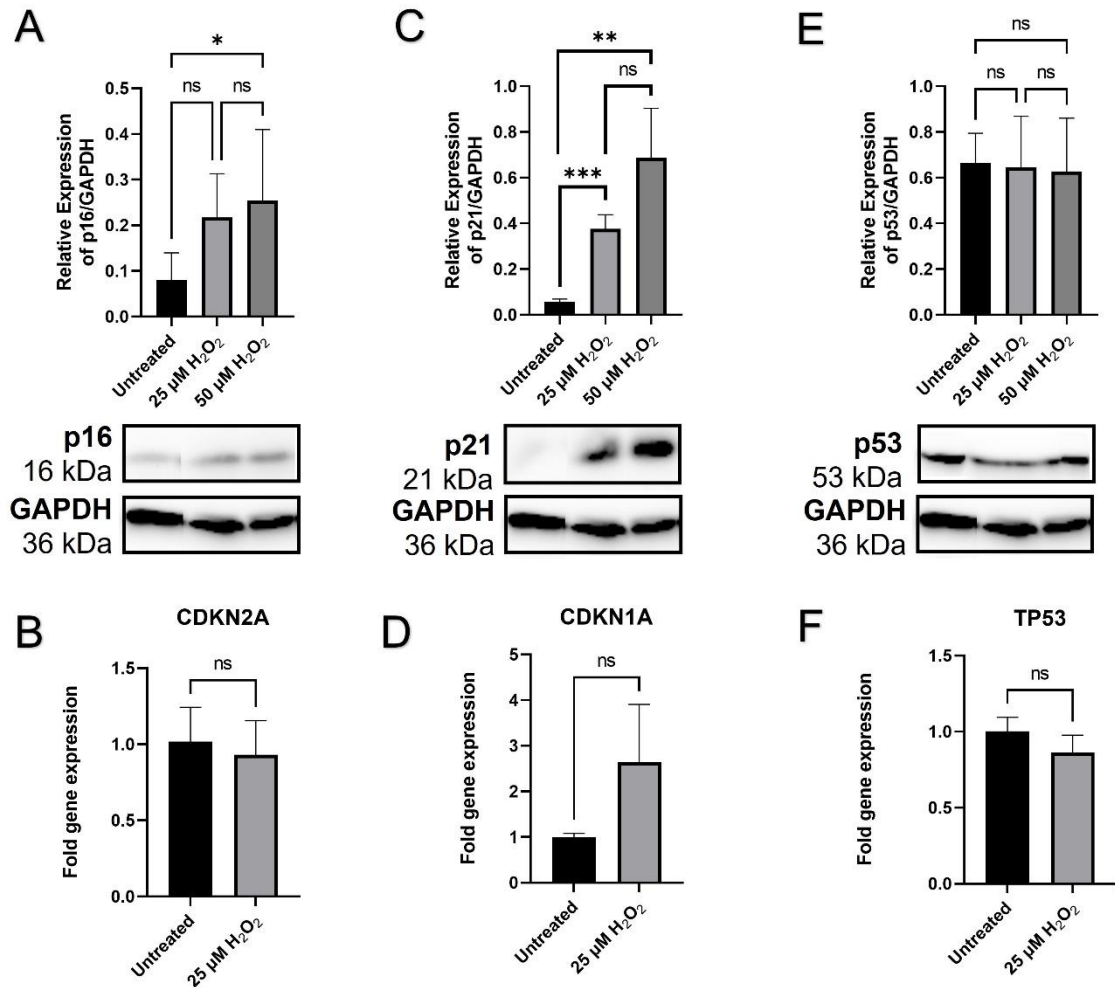 A
*
ns
ns
0.5
0.4
0.3
0.2
0.1
0.0
Relative Expression
of p16/GAPDH
Untreated
25 µM H₂O₂
50 µM H₂O₂
p16
16 kDa
GAPDH
36 kDa
C
**
ns
***
1.0
0.8
0.6
0.4
0.2
0.0
Relative Expression
of p21/GAPDH
Untreated
25 µM H₂O₂
50 µM H₂O₂
p21
21 kDa
GAPDH
36 kDa
E
ns
ns
ns
1.0
0.8
0.6
0.4
0.2
0.0
Relative Expression
of p53/GAPDH
Untreated
25 µM H₂O₂
50 µM H₂O₂
p53
53 kDa
GAPDH
36 kDa
B
CDKN2A
ns
1.5
1.0
0.5
0.0
Fold gene expression
Untreated
25 µM H₂O₂
D
CDKN1A
ns
5
4
3
2
1
0
Fold gene expression
Untreated
25 µM H₂O₂
F
TP53
ns
1.5
1.0
0.5
0.0
Fold gene expression
Untreated
25 µM H₂O₂